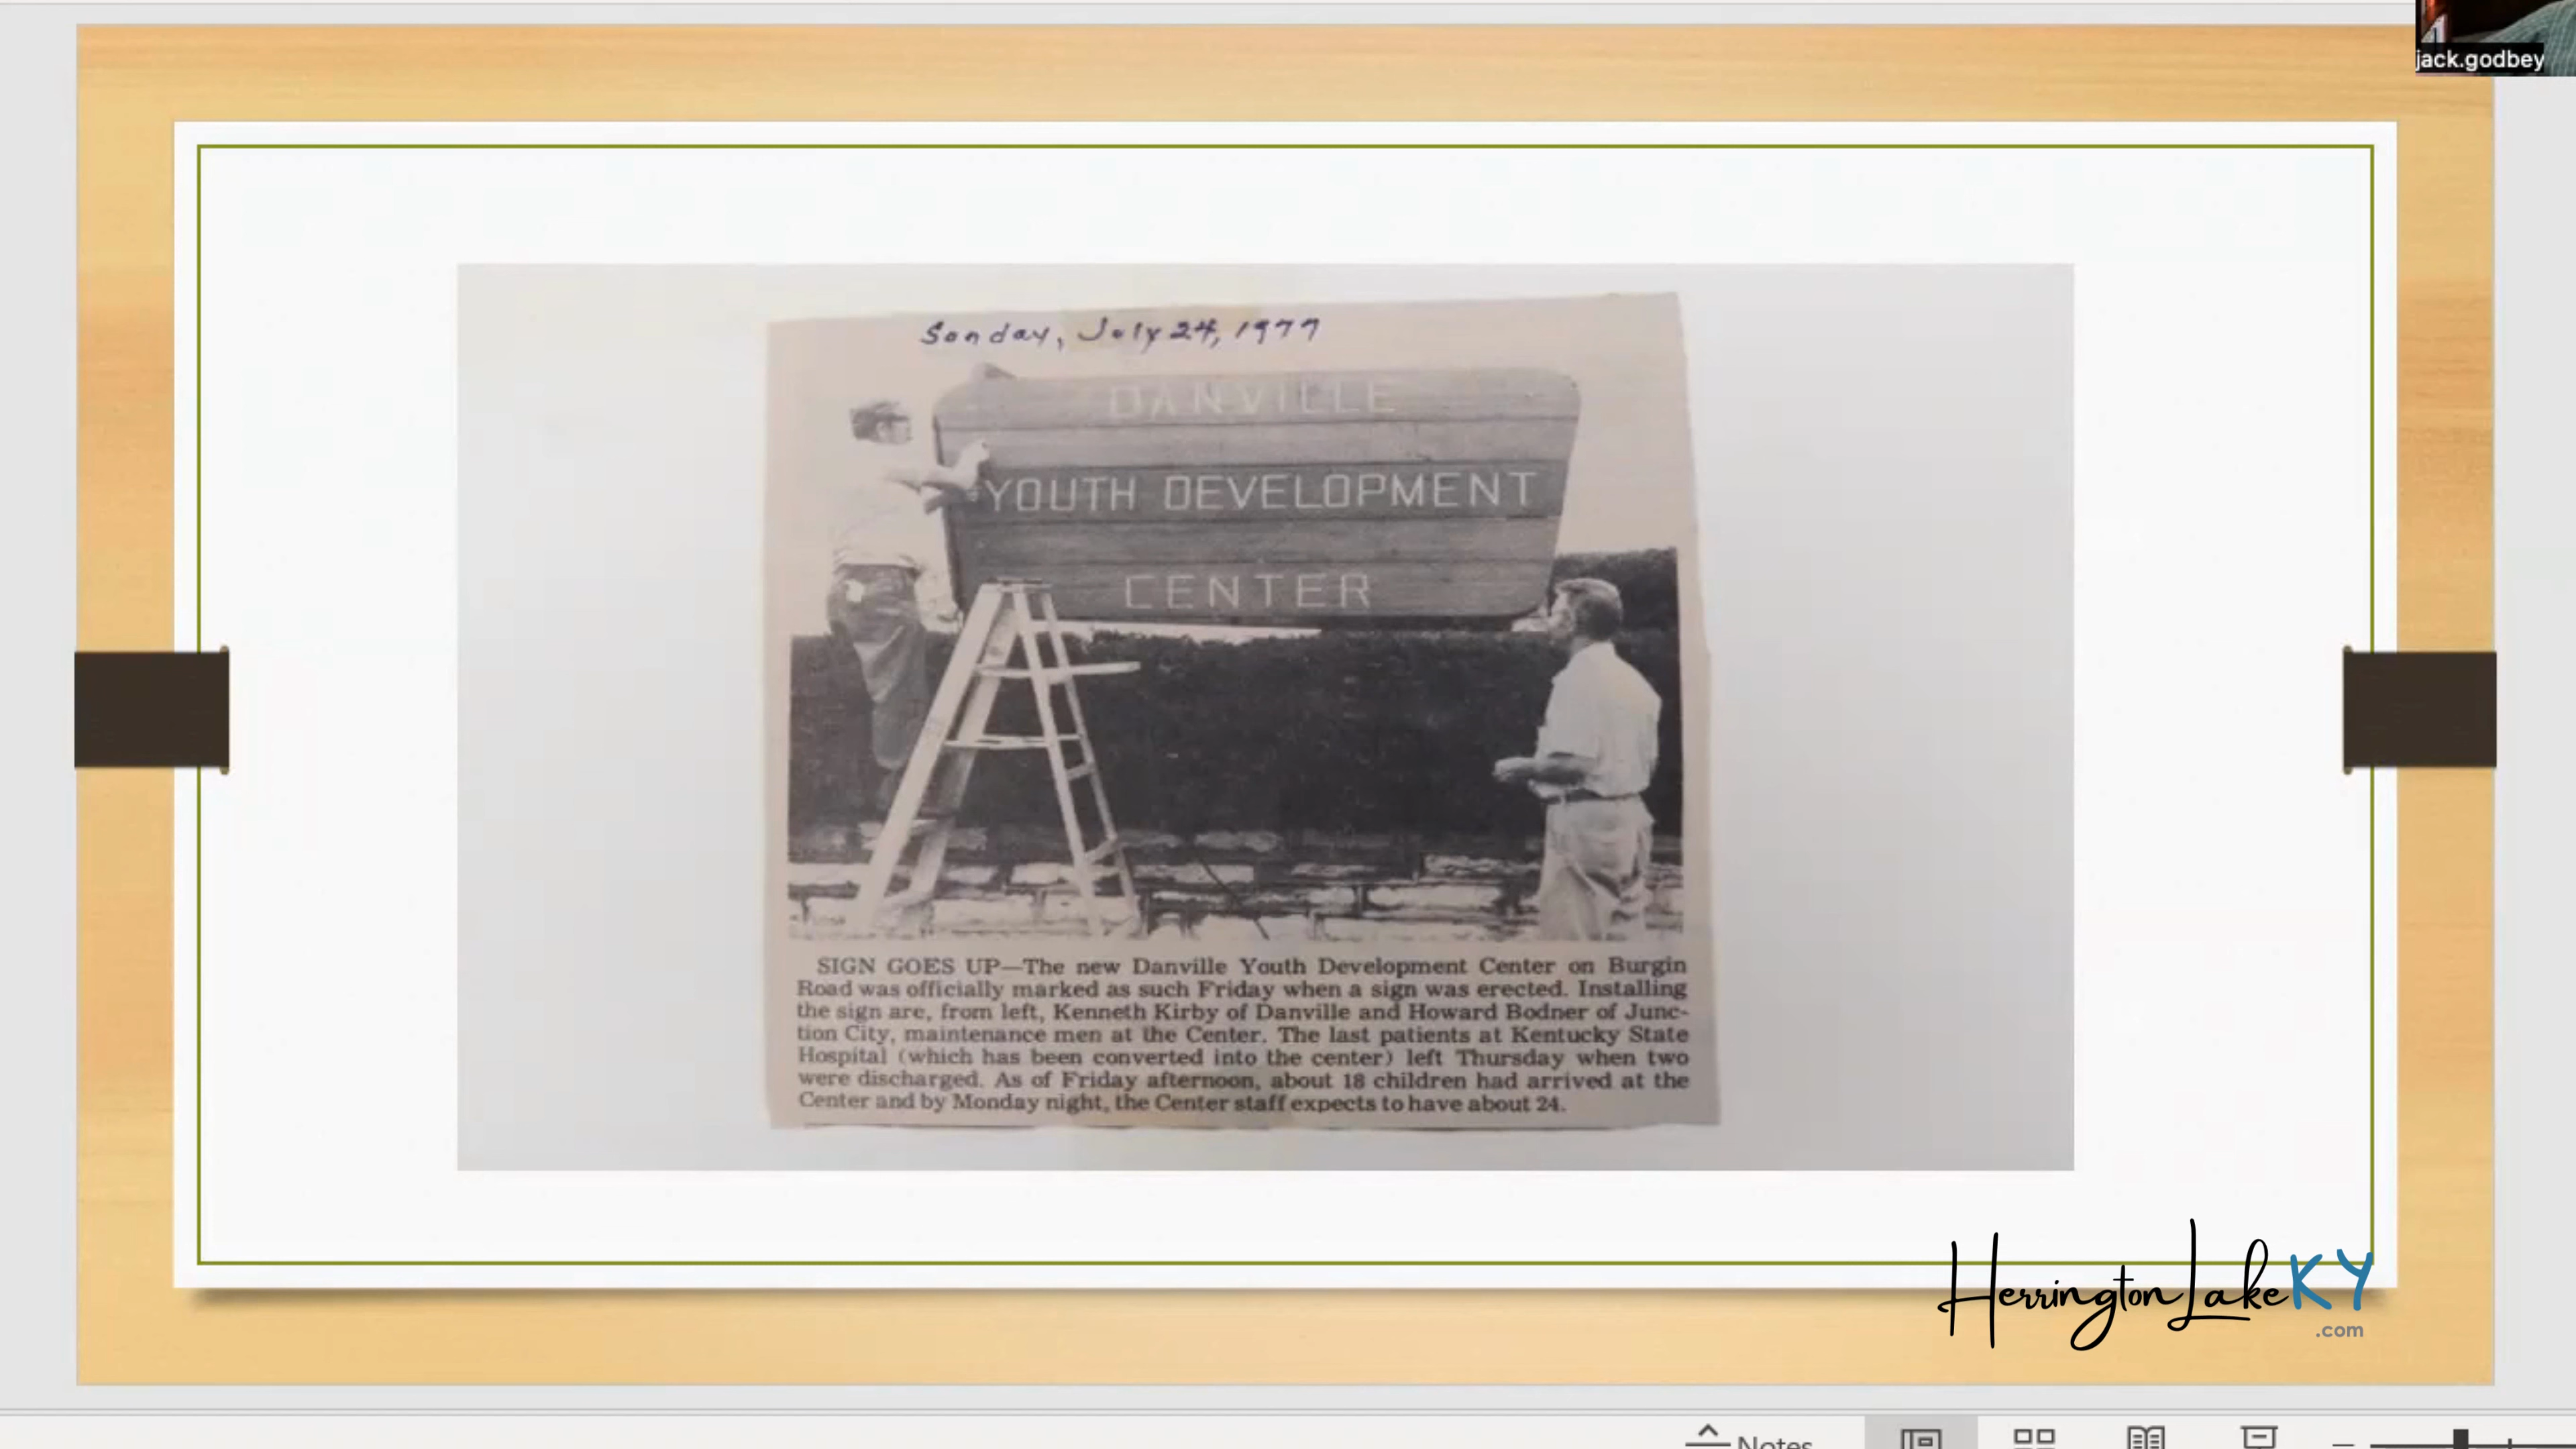 jack.godbey
Sunday, July 24, 1977
DANVILLE
YOUTH DEVELOPMENT
CENTER
SIGN GOES UP—The new Danville Youth Development Center on Burgin
Road was officially marked as such Friday when a sign was erected. Installing
the sign are, from left, Kenneth Kirby of Danville and Howard Bodner of Junc-
tion City, maintenance men at the Center. The last patients at Kentucky State
Hospital (which has been converted into the center) left Thursday when two
were discharged. As of Friday afternoon, about 18 children had arrived at the
Center and by Monday night, the Center staff expects to have about 24.
HerringtonLakeKY
.com
Notes